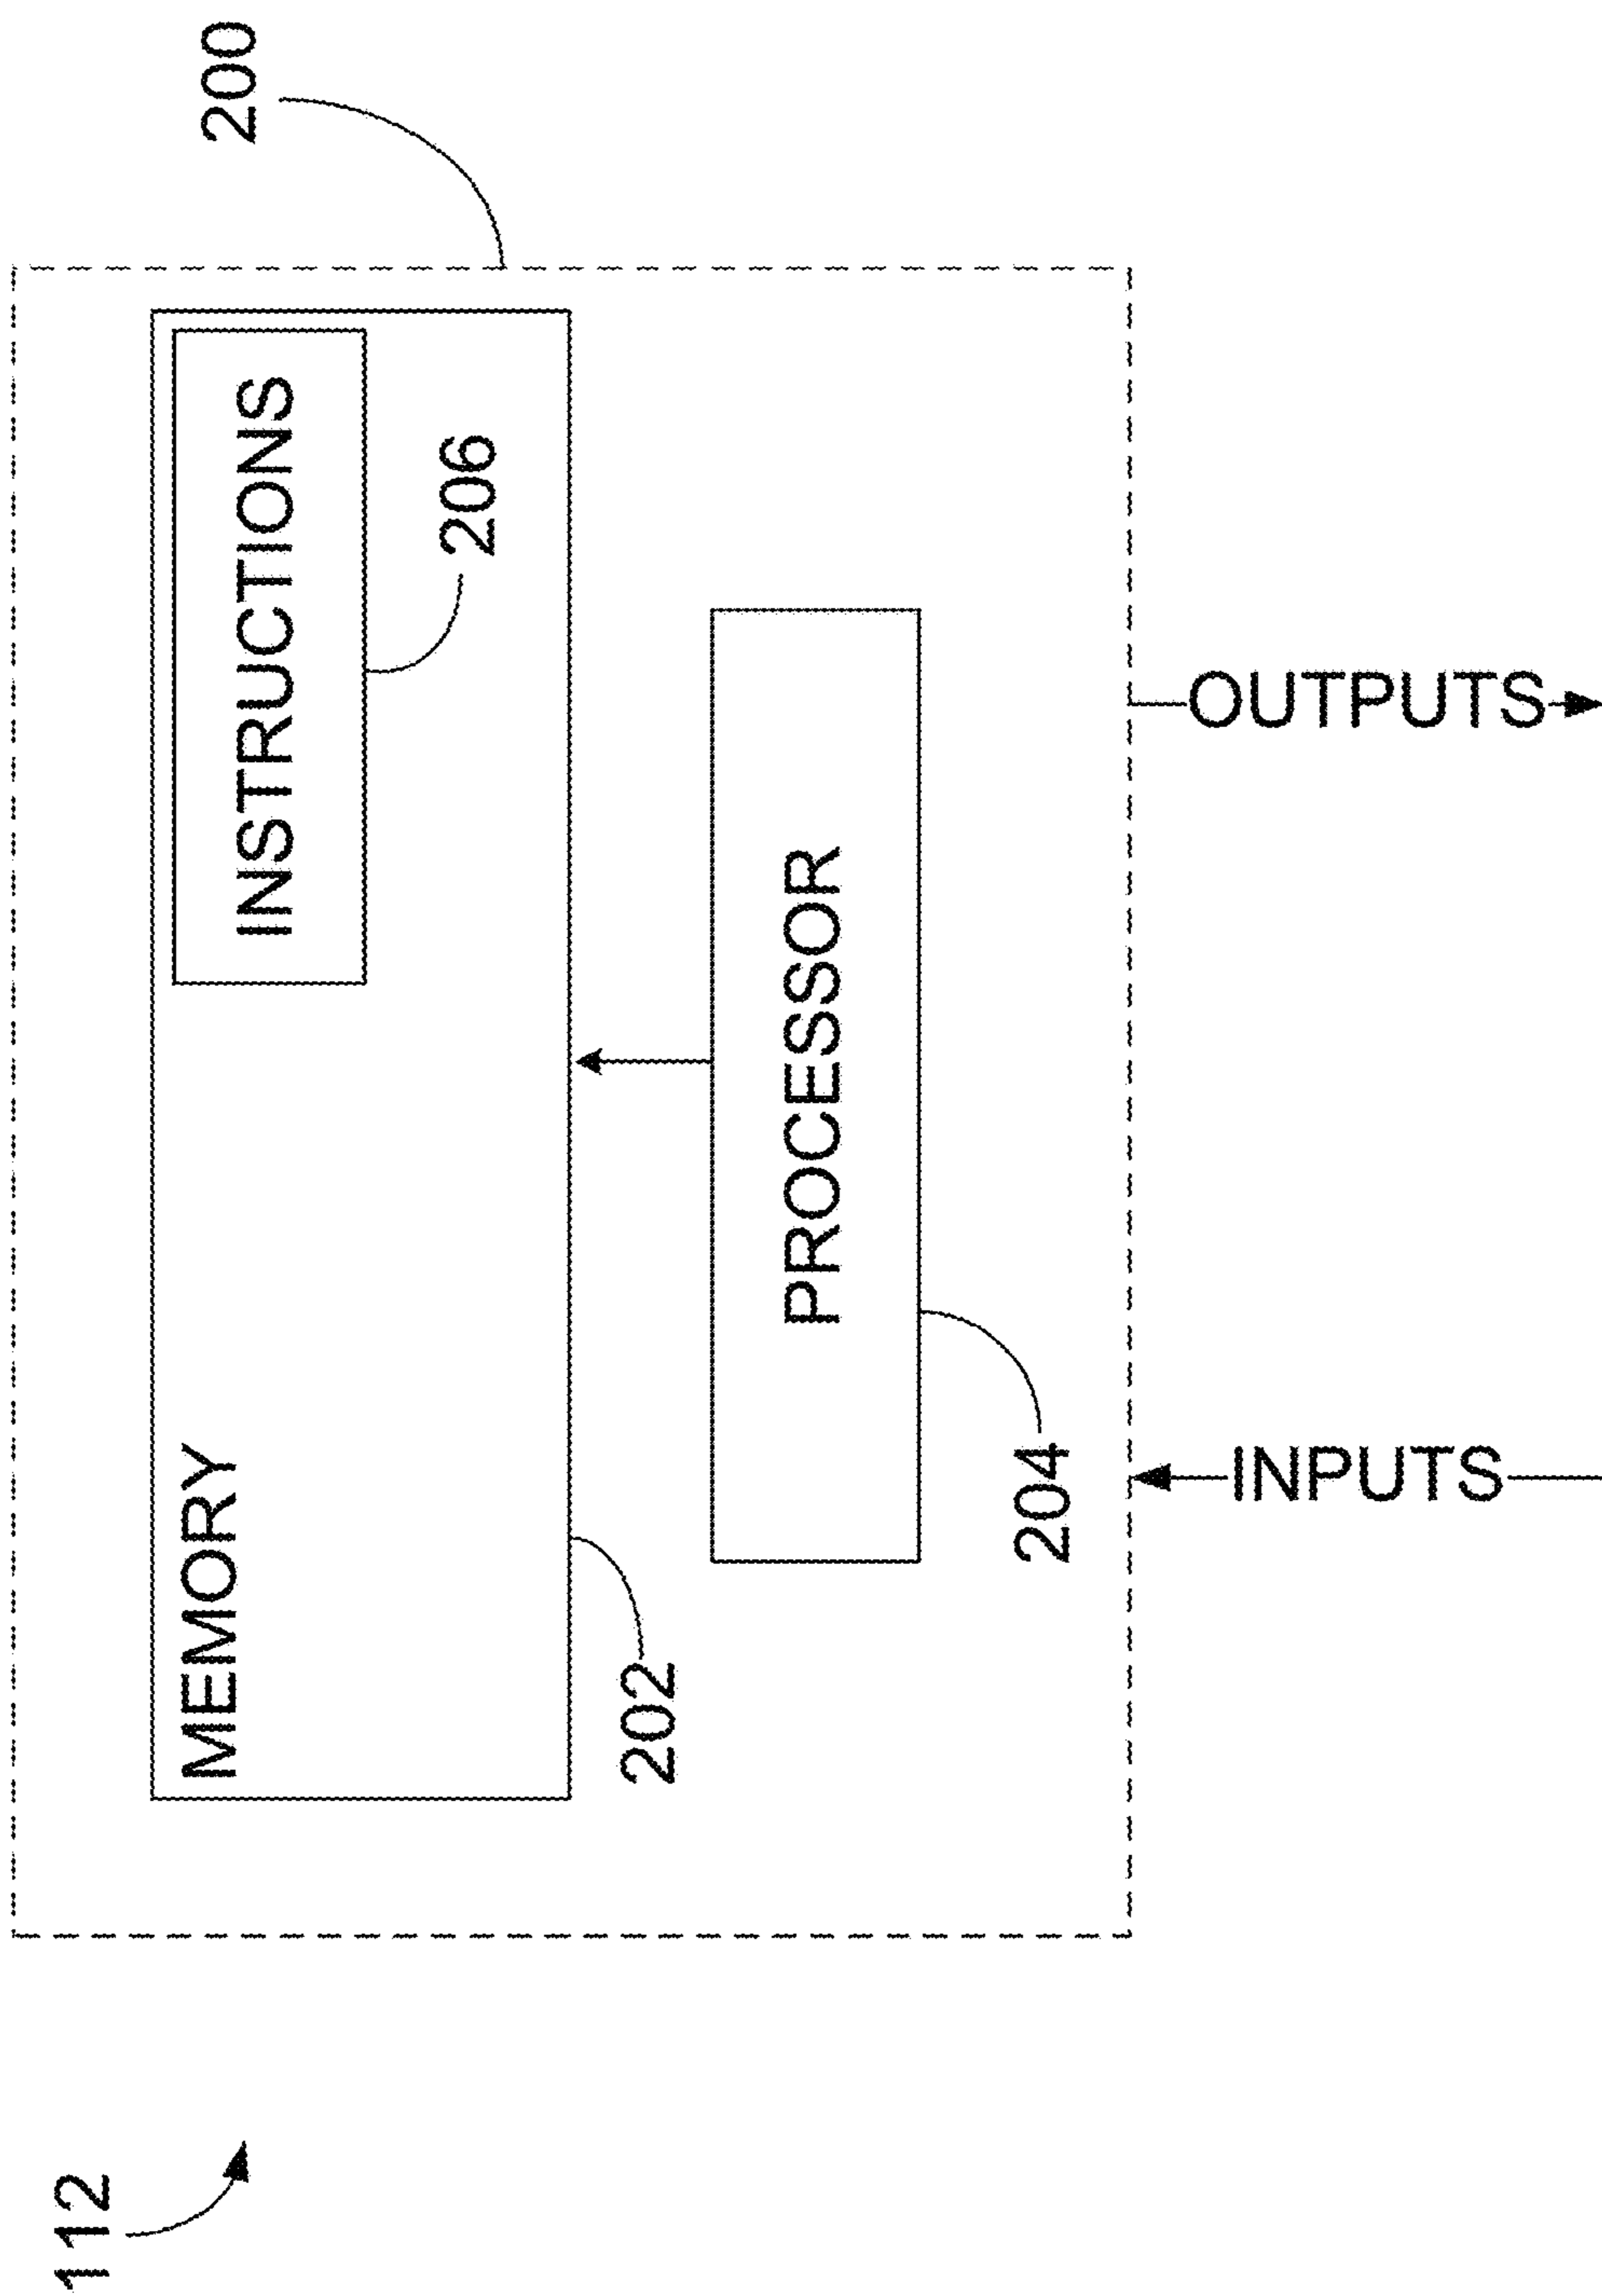 112
200
MEMORY
INSTRUCTIONS
206
202
PROCESSOR
204
INPUTS
OUTPUTS